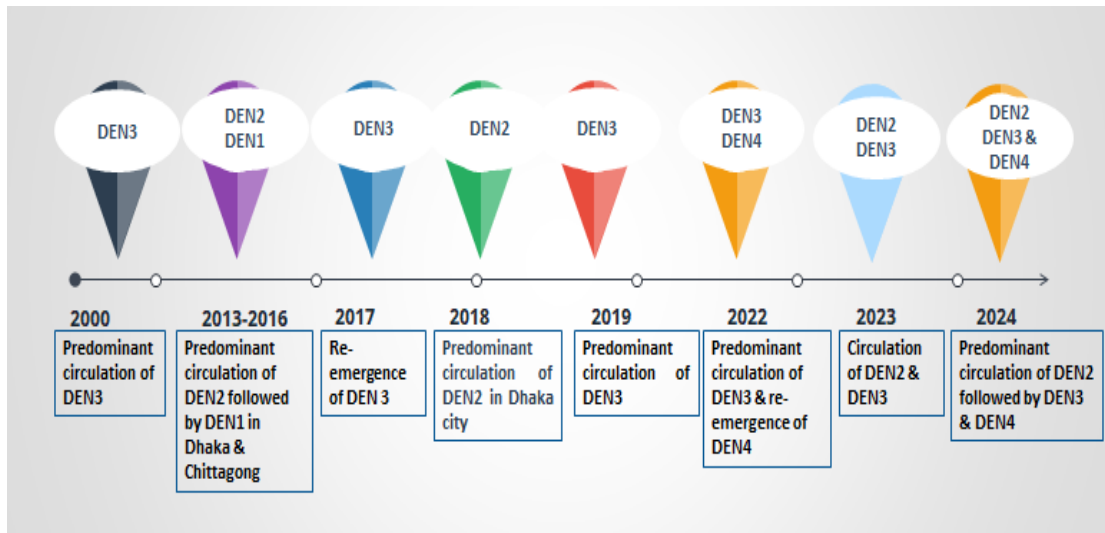 DEN3
DEN2
DEN1
DEN3
DEN2
DEN3
DEN3
DEN4
DEN2
DEN3
DEN2
DEN3 &
DEN4
2000
Predominant
circulation of
DEN3
2013-2016
Predominant
circulation of
DEN2 followed
by DEN1 in
Dhaka &
Chittagong
2017
Re-
emergence
of DEN 3
2018
Predominant
circulation of
DEN2 in Dhaka
city
2019
Predominant
circulation of
DEN3
2022
Predominant
circulation of
DEN3 & re-
emergence of
DEN4
2023
Circulation
of DEN2 &
DEN3
2024
Predominant
circulation of DEN2
followed by DEN3
& DEN4